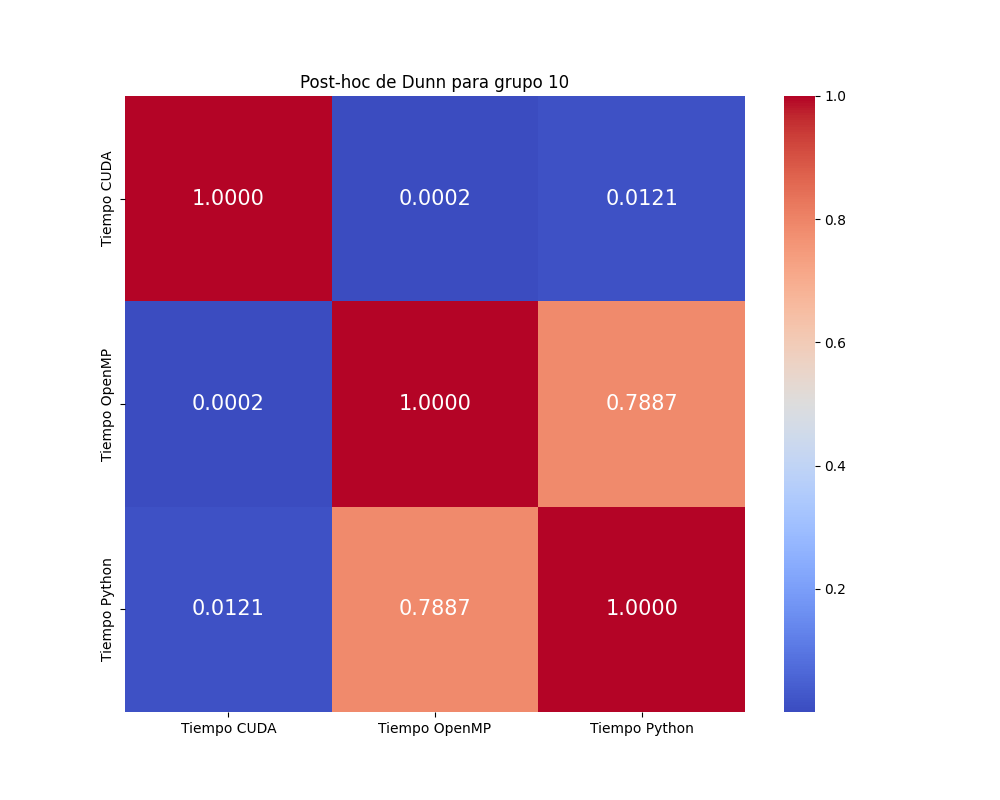 Post-hoc de Dunn para grupo 10
Tiempo CUDA
1.0000
0.0002
0.0121
Tiempo OpenMP
0.0002
1.0000
0.7887
Tiempo Python
0.0121
0.7887
1.0000
Tiempo CUDA
Tiempo OpenMP
Tiempo Python
1.0
0.8
0.6
0.4
0.2